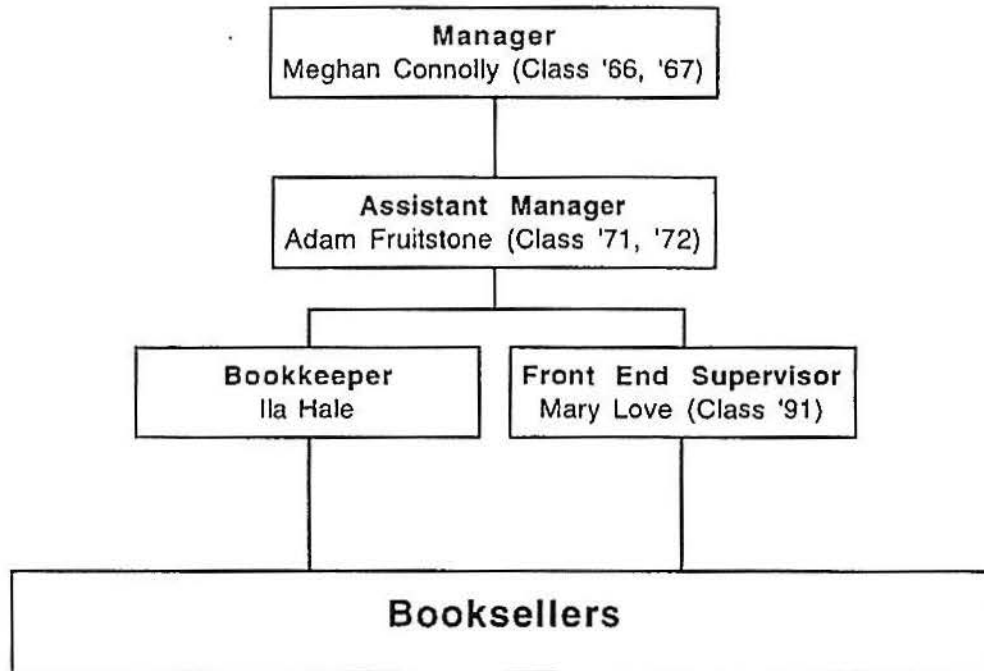 Manager
Meghan Connolly (Class '66, '67)
Assistant Manager
Adam Fruitstone (Class '71, '72)
Bookkeeper
Ila Hale
Front End Supervisor
Mary Love (Class '91)
Booksellers